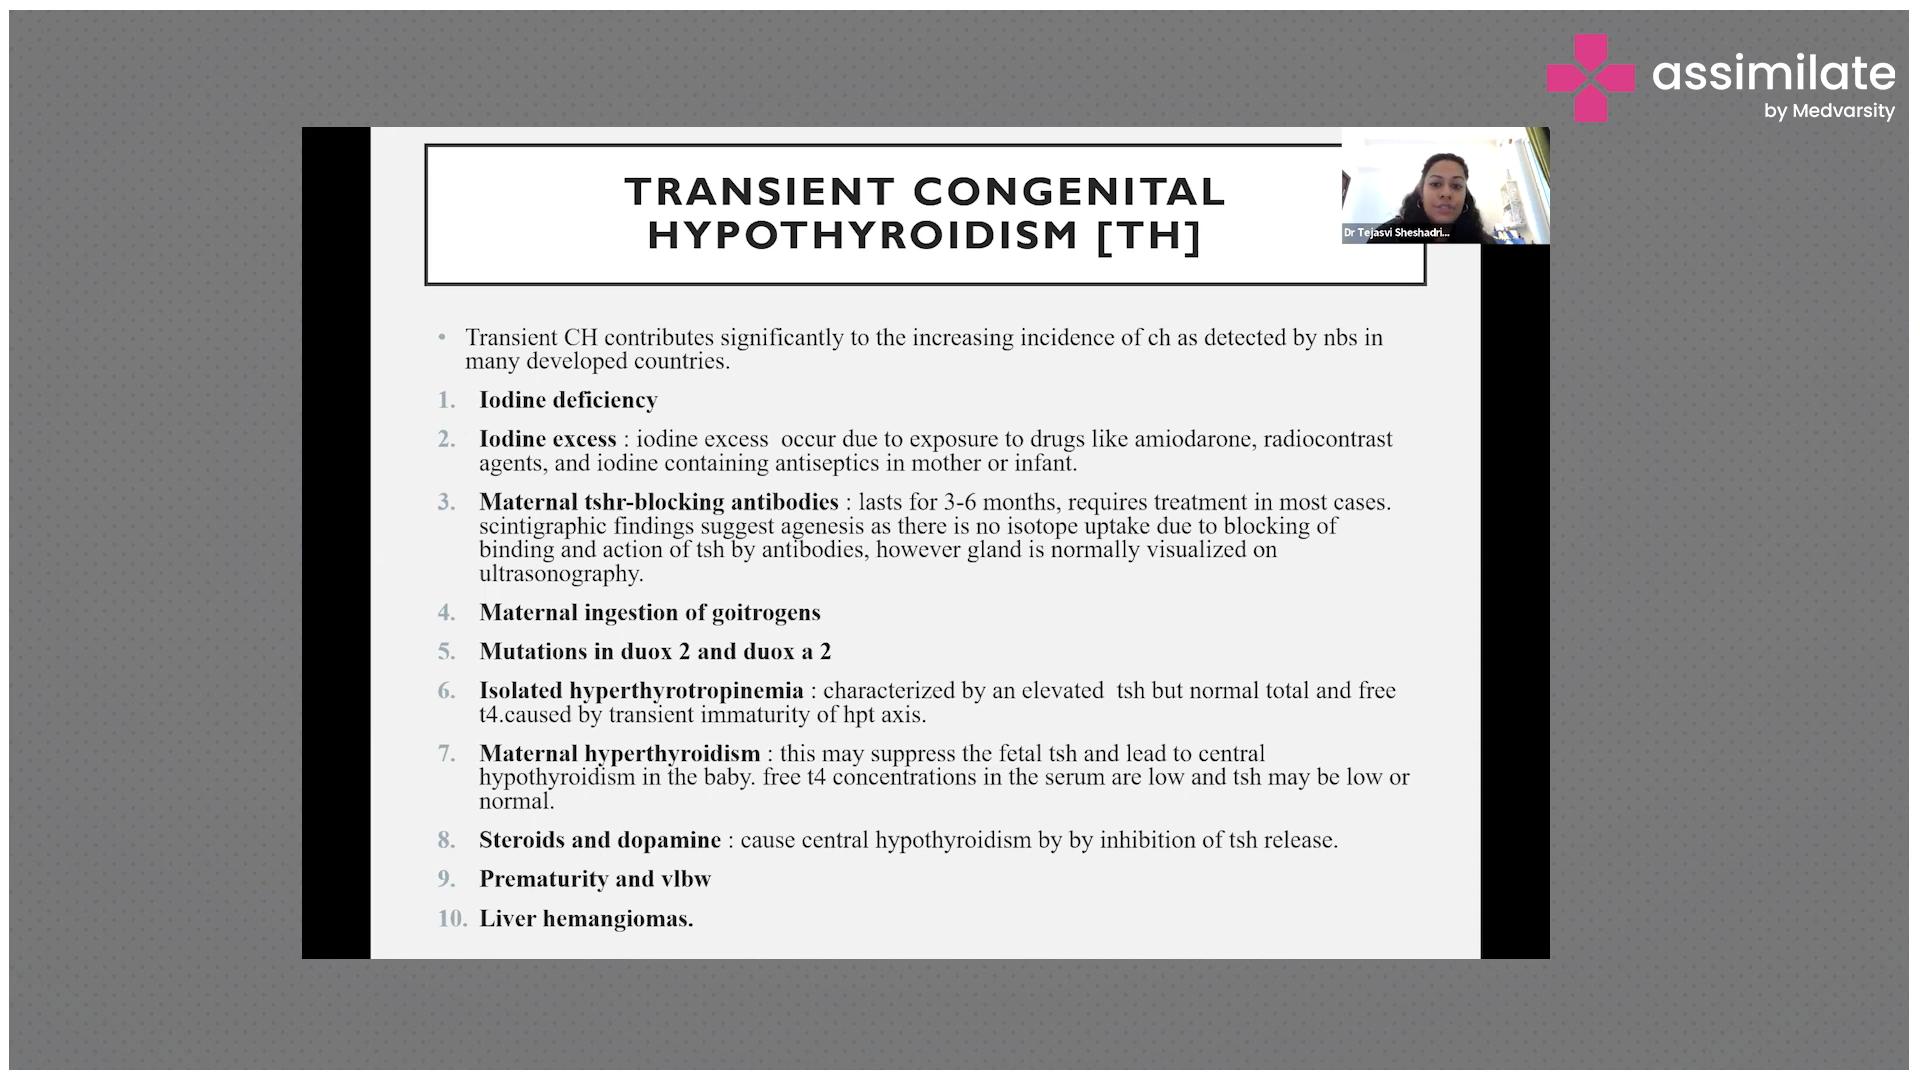 assimilate
by Medvarsity
TRANSIENT CONGENITAL
HYPOTHYROIDISM [TH]
Dr Tejasvi Sheshadri...
• Transient CH contributes significantly to the increasing incidence of ch as detected by nbs in
many developed countries.
1. Iodine deficiency
2. Iodine excess : iodine excess occur due to exposure to drugs like amiodarone, radiocontrast
agents, and iodine containing antiseptics in mother or infant.
3. Maternal tshr-blocking antibodies : lasts for 3-6 months, requires treatment in most cases.
scintigraphic findings suggest agenesis as there is no isotope uptake due to blocking of
binding and action of tsh by antibodies, however gland is normally visualized on
ultrasonography.
4. Maternal ingestion of goitrogens
5. Mutations in duox 2 and duox a 2
6. Isolated hyperthyrotropinemia : characterized by an elevated tsh but normal total and free
t4.caused by transient immaturity of hpt axis.
7. Maternal hyperthyroidism : this may suppress the fetal tsh and lead to central
hypothyroidism in the baby. free t4 concentrations in the serum are low and tsh may be low or
normal.
8. Steroids and dopamine : cause central hypothyroidism by by inhibition of tsh release.
9. Prematurity and vlbw
10. Liver hemangiomas.